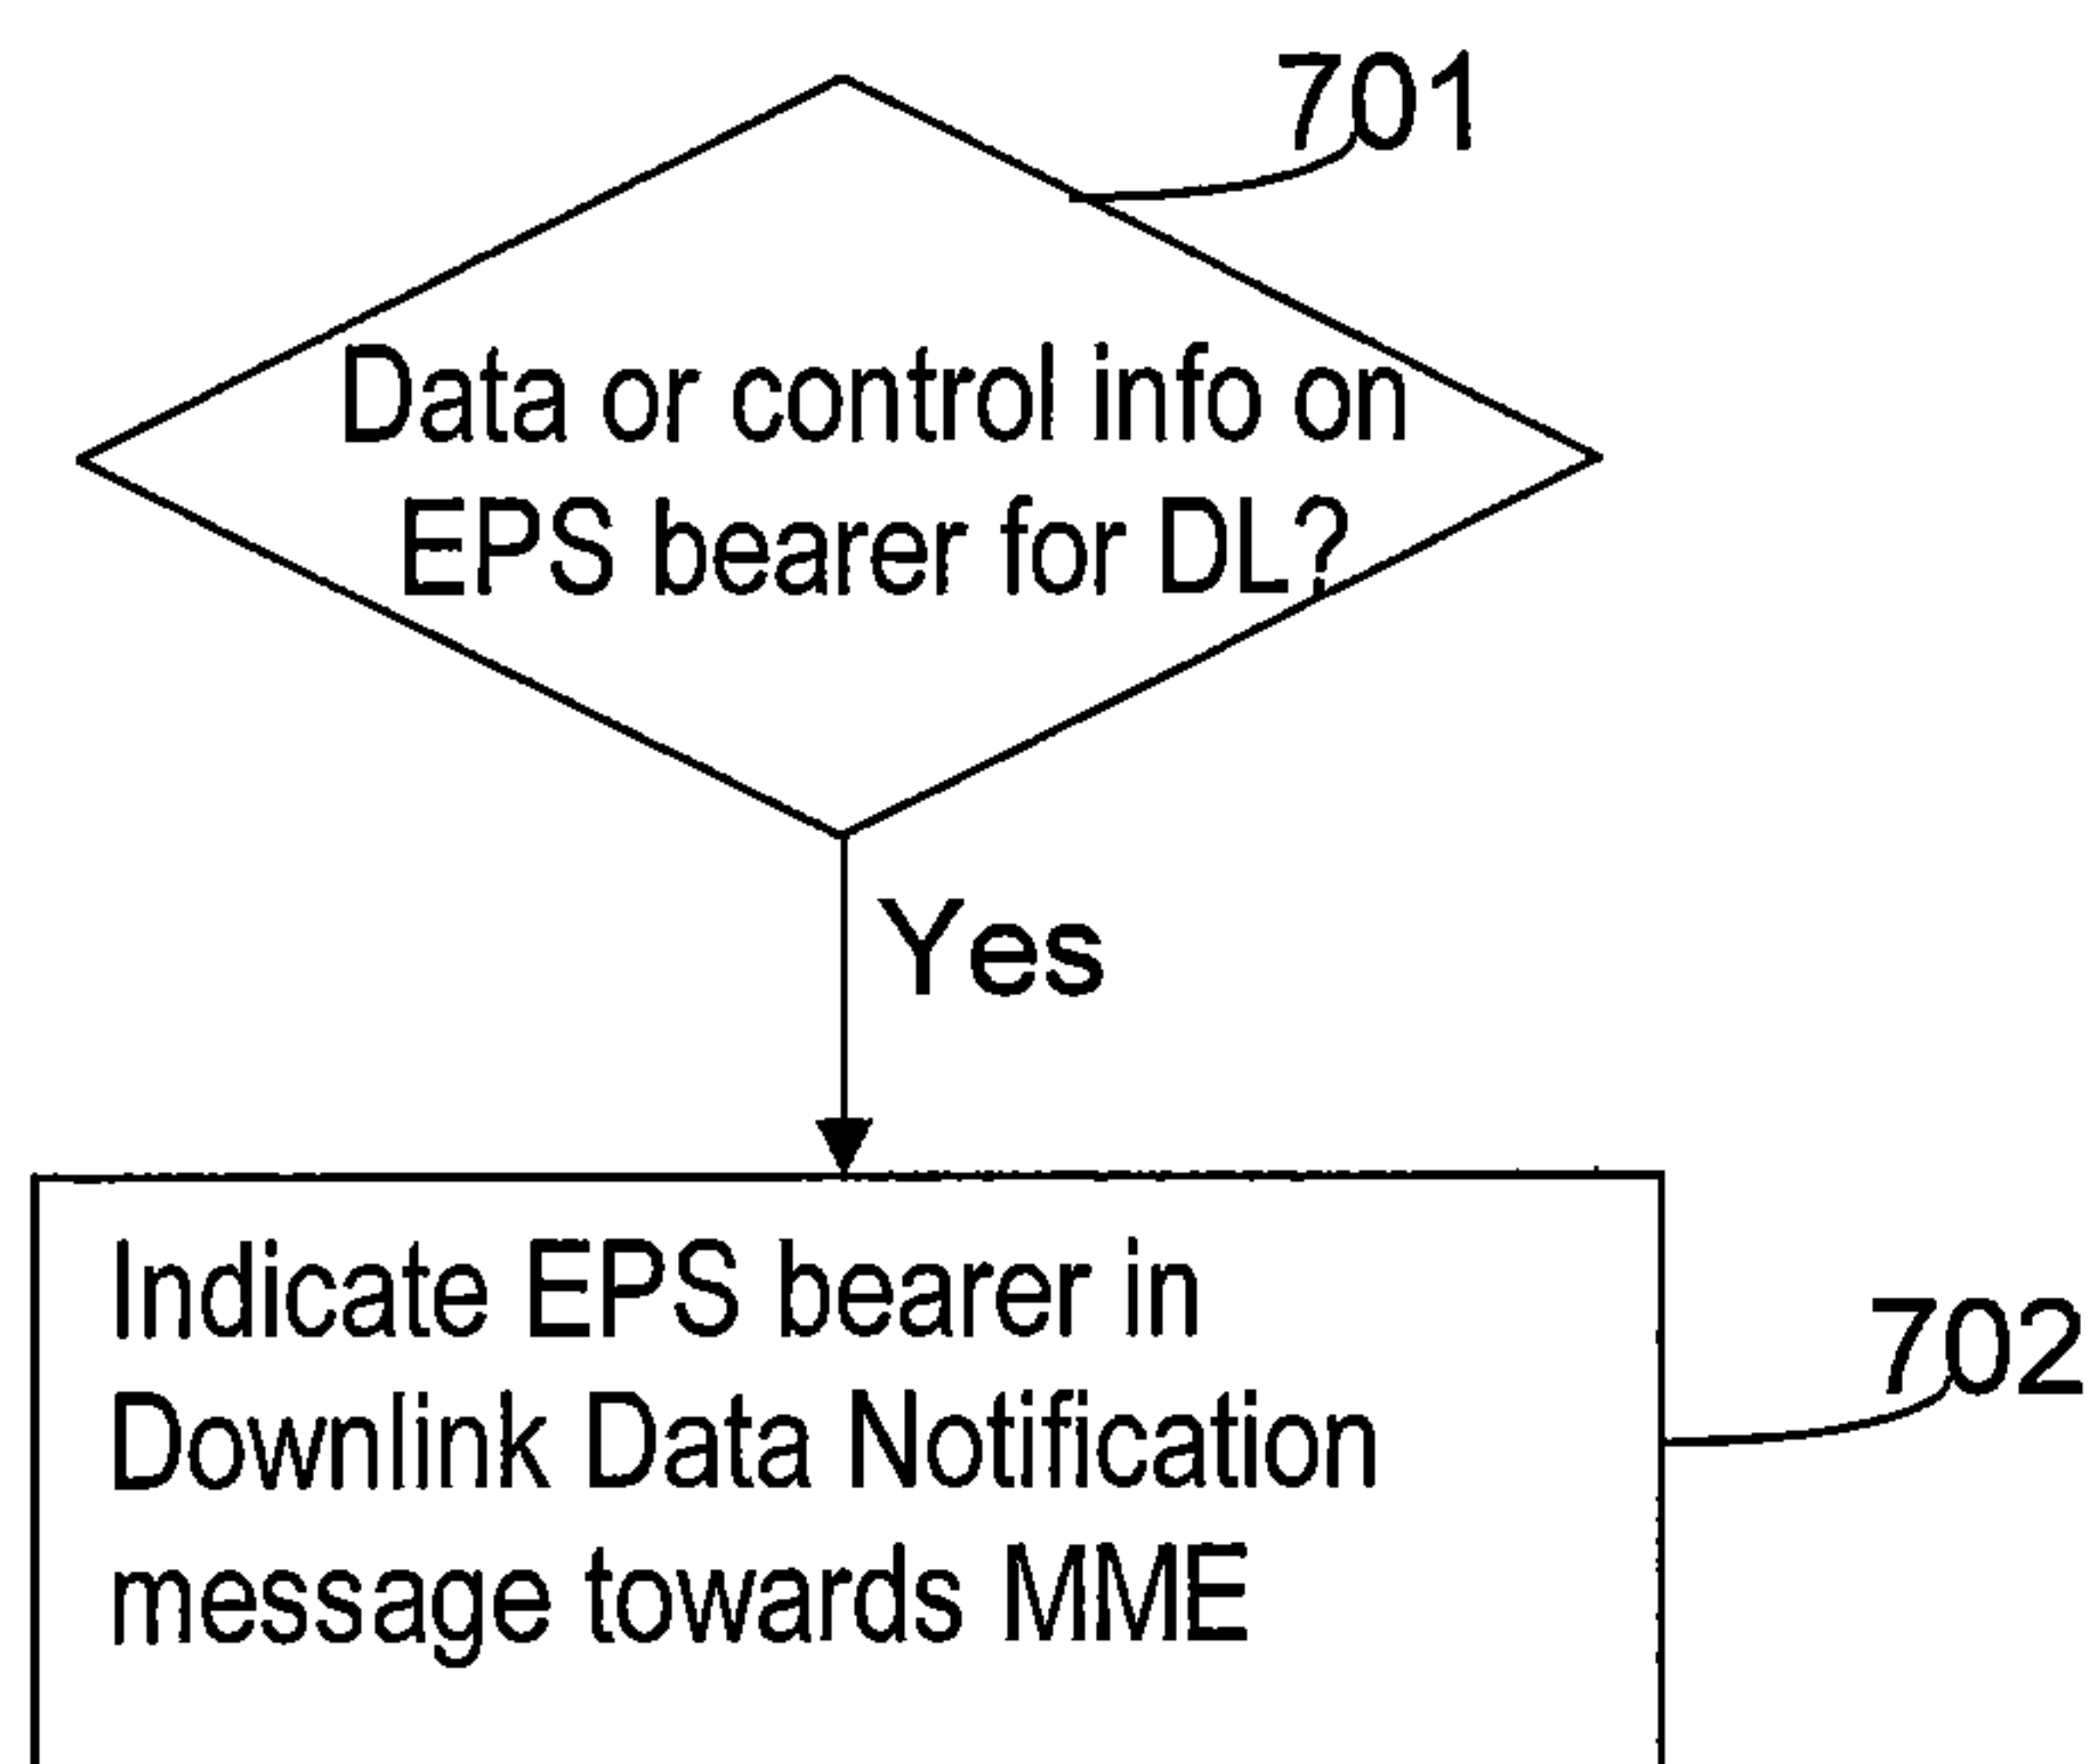 701
Data or control info on
EPS bearer for DL?
Yes
Indicate EPS bearer in
Downlink Data Notification
message towards MME
702